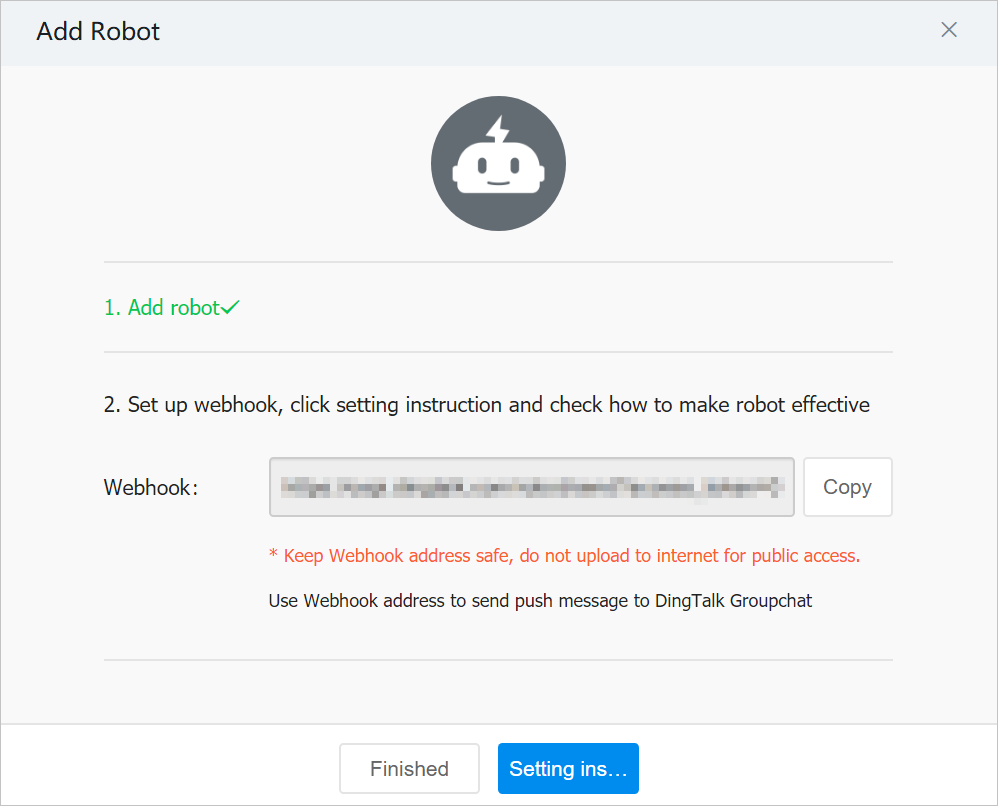 Add Robot
1. Add robot✓
2. Set up webhook, click setting instruction and check how to make robot effective
Webhook:
Copy
* Keep Webhook address safe, do not upload to internet for public access.
Use Webhook address to send push message to DingTalk Groupchat
Finished
Setting ins...